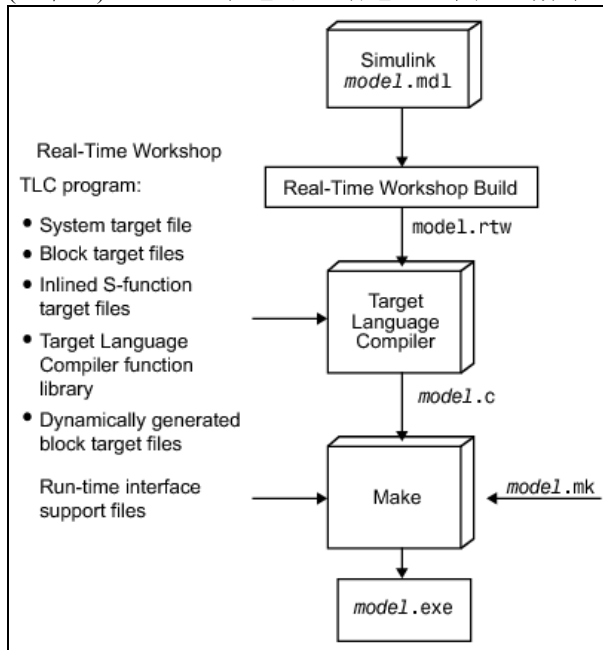 Simulink
model.mdl
Real-Time Workshop
TLC program:
• System target file
• Block target files
• Inlined S-function
target files
• Target Language
Compiler function
library
• Dynamically generated
block target files
Run-time interface
support files
Real-Time Workshop Build
model.rtw
Target
Language
Compiler
model.c
Make
model.mk
model.exe